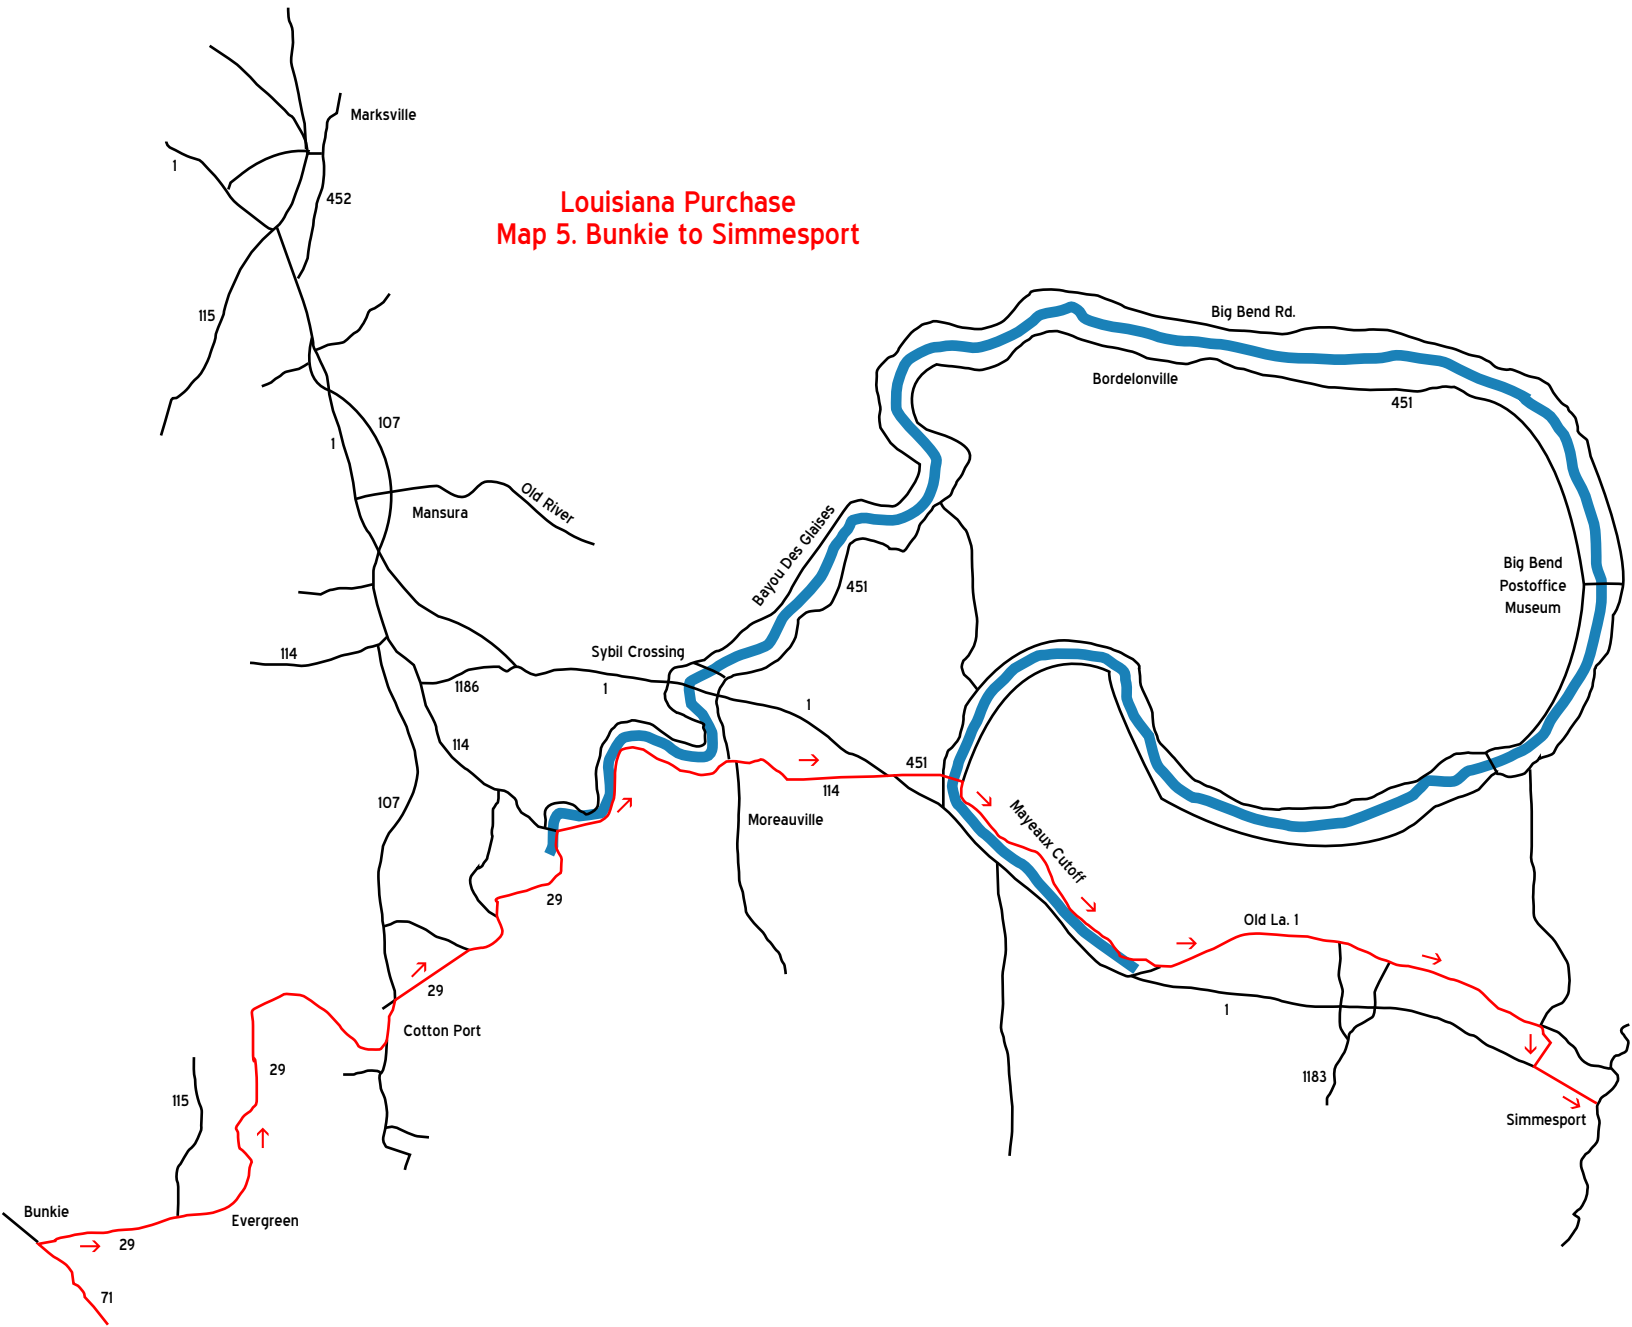 Marksville
1
452
Louisiana Purchase
Map 5. Bunkie to Simmesport
115
Big Bend Rd.
Bordelonville
451
107
1
Old River
Mansura
Bayou Des Glaises
451
Big Bend
Postoffice
Museum
114
Sybil Crossing
1186
1
1
114
451
114
107
Moreauville
Mayeaux Cutoff
29
Old La. 1
29
1
Cotton Port
29
1183
115
Simmesport
Bunkie
Evergreen
29
71